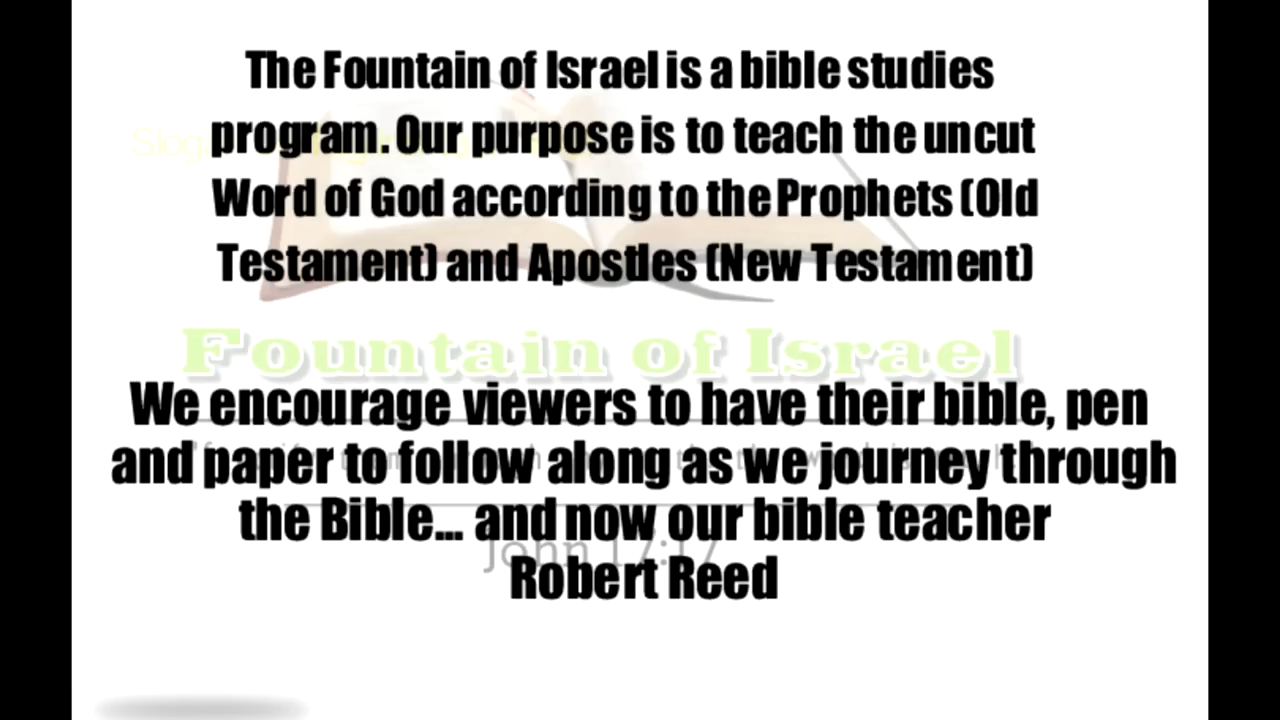 The Fountain of Israel is a bible studies
program. Our purpose is to teach the uncut
Word of God according to the Prophets (Old
Testament) and Apostles (New Testament)
Fountain of Israel
We encourage viewers to have their bible, pen
and paper to follow along as we journey through
the Bible... and now our bible teacher
John 17:17
Robert Reed